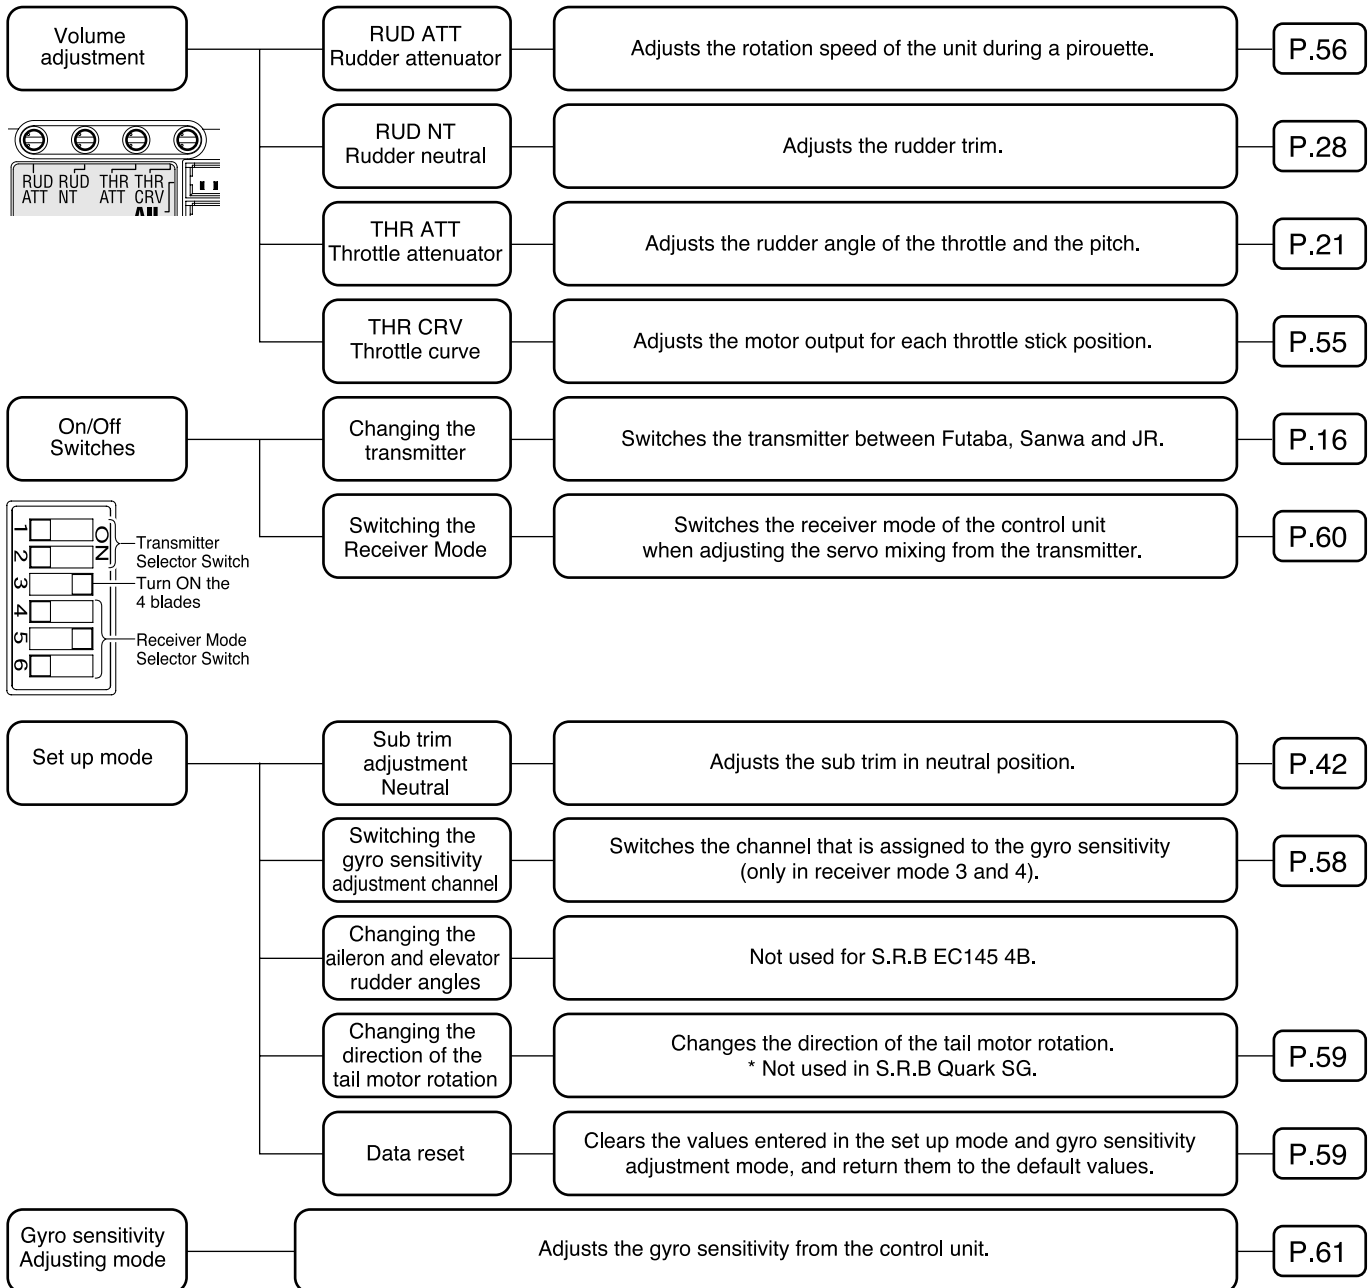 Volume
adjustment
RUD ATT
Rudder attenuator
Adjusts the rotation speed of the unit during a pirouette.
P.56
RUD NT
Rudder neutral
Adjusts the rudder trim.
P.28
RUD RUD THR THR
ATT NT ATT CRV
THR ATT
Throttle attenuator
Adjusts the rudder angle of the throttle and the pitch.
P.21
THR CRV
Throttle curve
Adjusts the motor output for each throttle stick position.
P.55
On/Off
Switches
Changing the
transmitter
Switches the transmitter between Futaba, Sanwa and JR.
P.16
Switching the
Receiver Mode
Switches the receiver mode of the control unit
when adjusting the servo mixing from the transmitter.
P.60
ON
1
2
3
4
5
6
Transmitter
Selector Switch
Turn ON the
4 blades
Receiver Mode
Selector Switch
Set up mode
Sub trim
adjustment
Neutral
Adjusts the sub trim in neutral position.
P.42
Switching the
gyro sensitivity
adjustment channel
Switches the channel that is assigned to the gyro sensitivity
(only in receiver mode 3 and 4).
P.58
Changing the
aileron and elevator
rudder angles
Not used for S.R.B EC145 4B.
Changing the
direction of the
tail motor rotation
Changes the direction of the tail motor rotation.
* Not used in S.R.B Quark SG.
P.59
Data reset
Clears the values entered in the set up mode and gyro sensitivity
adjustment mode, and return them to the default values.
P.59
Gyro sensitivity
Adjusting mode
Adjusts the gyro sensitivity from the control unit.
P.61